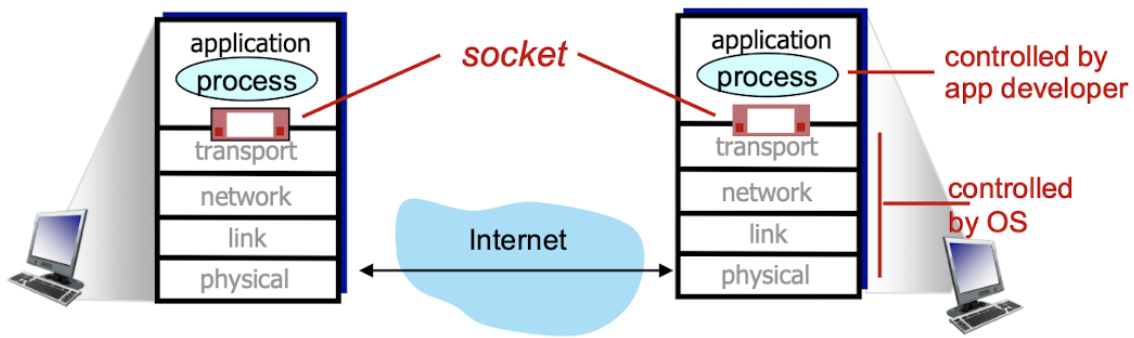 application
process
transport
network
link
physical
socket
Internet
application
process
transport
network
link
physical
controlled by
app developer
controlled
by OS